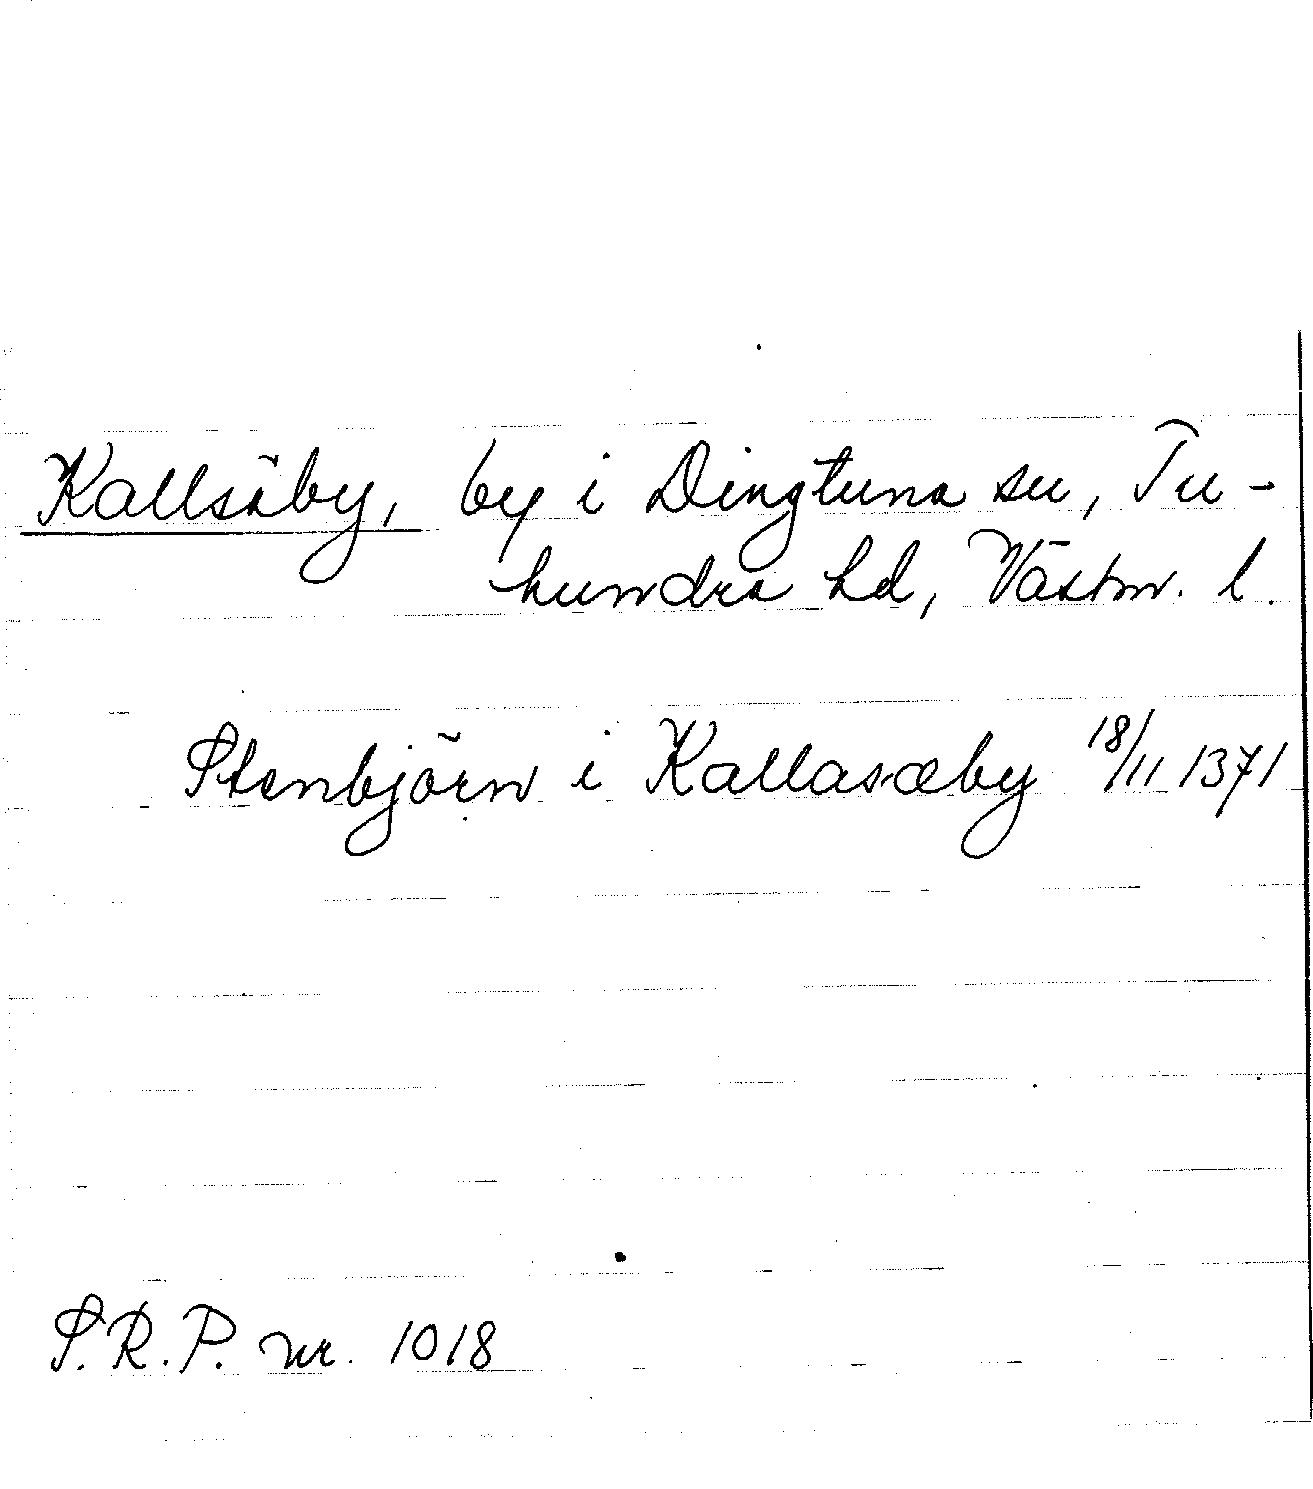 Kallsäby, by i Dingtuna sn, Tu-
hundra hd, Västm. l.
Stenbjörn i Kallasæby 18/11 1371
S.R.P. nr. 1018